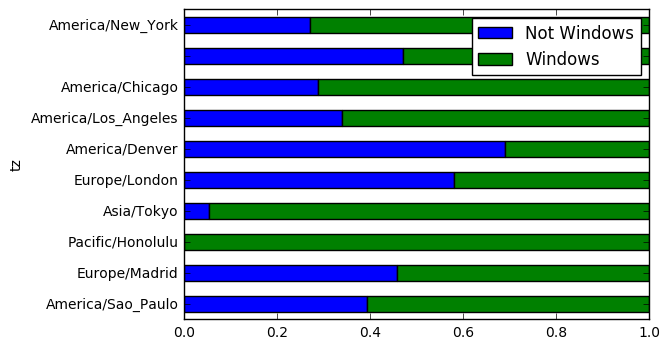 America/New_York
America/Chicago
America/Los_Angeles
America/Denver
Europe/London
Asia/Tokyo
Pacific/Honolulu
Europe/Madrid
America/Sao_Paulo
tz
Not Windows
Windows
0.0 0.2 0.4 0.6 0.8 1.0